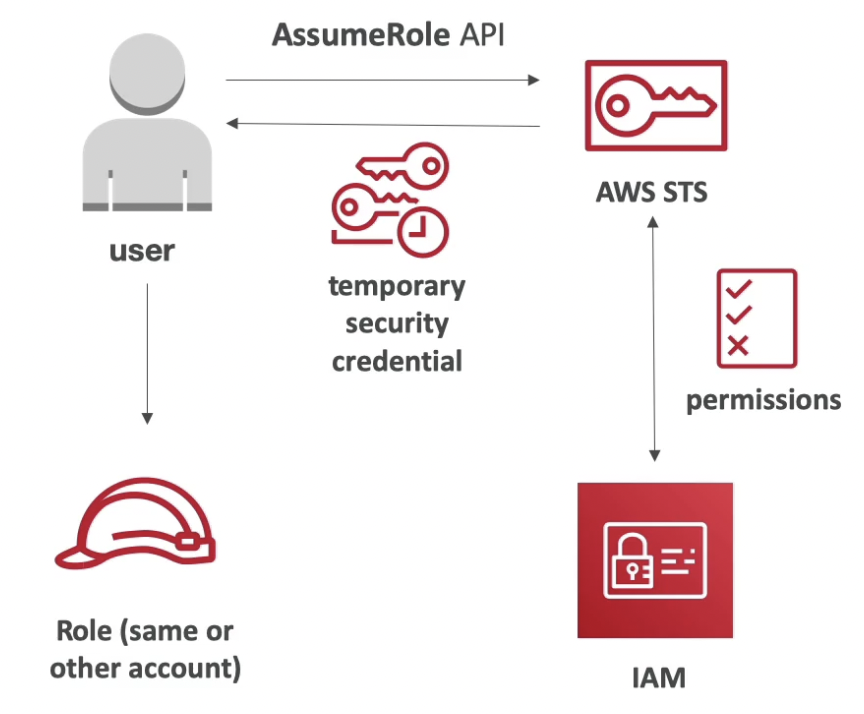 AssumeRole API
AWS STS
user
temporary
security
credential
permissions
Role (same or
other account)
IAM